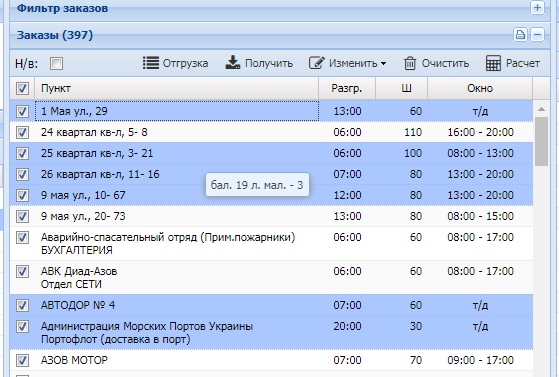 Фильтр заказов
Заказы (397)
Н/в: Отгрузка Получить Изменить Очистить Расчет
Пункт Разгр. Ш Окно
1 Мая ул., 29 13:00 60 т/д
24 квартал кв-л, 5- 8 06:00 110 16:00 - 20:00
25 квартал кв-л, 3- 21 06:00 100 08:00 - 13:00
26 квартал кв-л, 11- 16 07:00 80 13:00 - 20:00
бал. 19 л. мал. - 3
9 мая ул., 10- 67 12:00 80 13:00 - 20:00
9 мая ул., 20- 73 13:00 80 08:00 - 15:00
Аварийно-спасательный отряд (Прим.пожарники) 06:00 60 08:00 - 17:00
БУХГАЛТЕРИЯ
АВК Диад-Азов 06:00 60 08:00 - 17:00
Отдел СЕТИ
АВТОДОР № 4 07:00 60 т/д
Администрация Морских Портов Украины 20:00 30 т/д
Портофлот (доставка в порт)
АЗОВ МОТОР 07:00 70 09:00 - 17:00